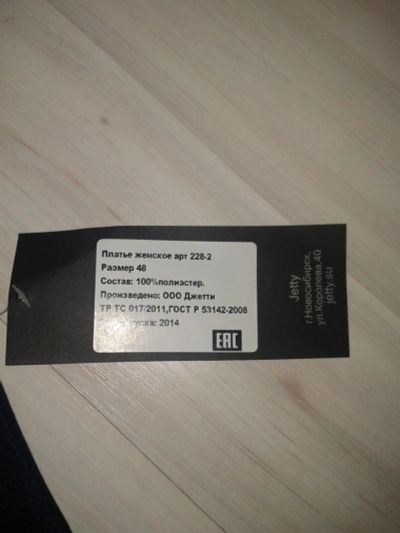 Платье женское арт 228-2
Размер 48
Состав: 100%полиэстер.
Произведено: ООО Джетти
ТР ТС 017/2011,ГОСТ Р 53142-2008
2014
EAC
Jetty
г.Новосибирск,
ул.Королева,40
jetty.su